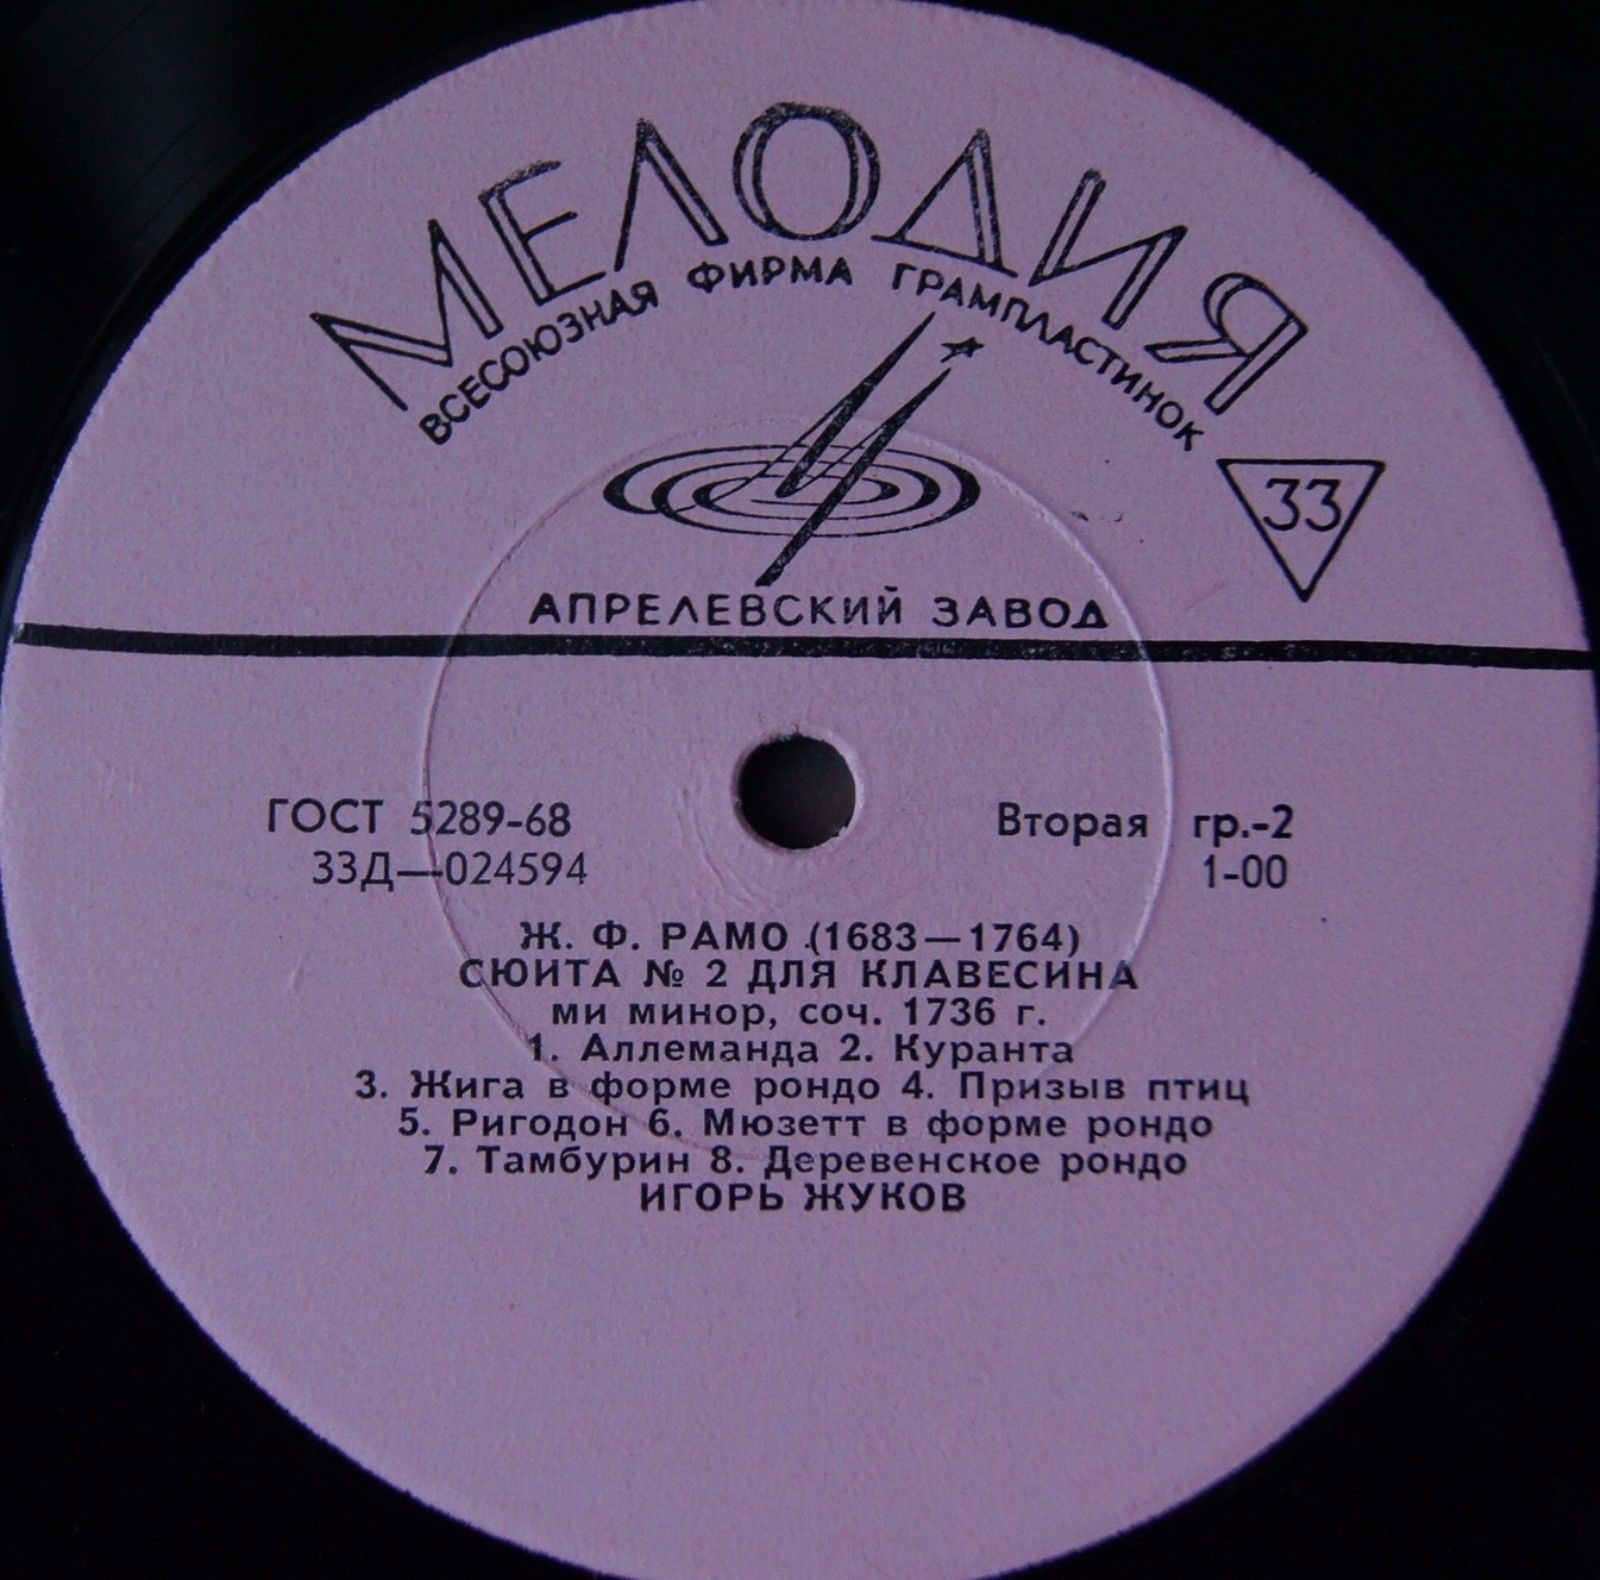 МЕЛОДИЯ
ВСЕСОЮЗНАЯ ФИРМА ГРАМПЛАСТИНОК
33
АПРЕЛЕВСКИЙ ЗАВОД
ГОСТ 5289-68
Вторая гр.-2
33Д—024594
1-00
Ж. Ф. РАМО (1683—1764)
СЮИТА № 2 ДЛЯ КЛАВЕСИНА
ми минор, соч. 1736 г.
1. Аллеманда 2. Куранта
3. Жига в форме рондо 4. Призыв птиц
5. Ригодон 6. Мюзетт в форме рондо
7. Тамбурин 8. Деревенское рондо
ИГОРЬ ЖУКОВ